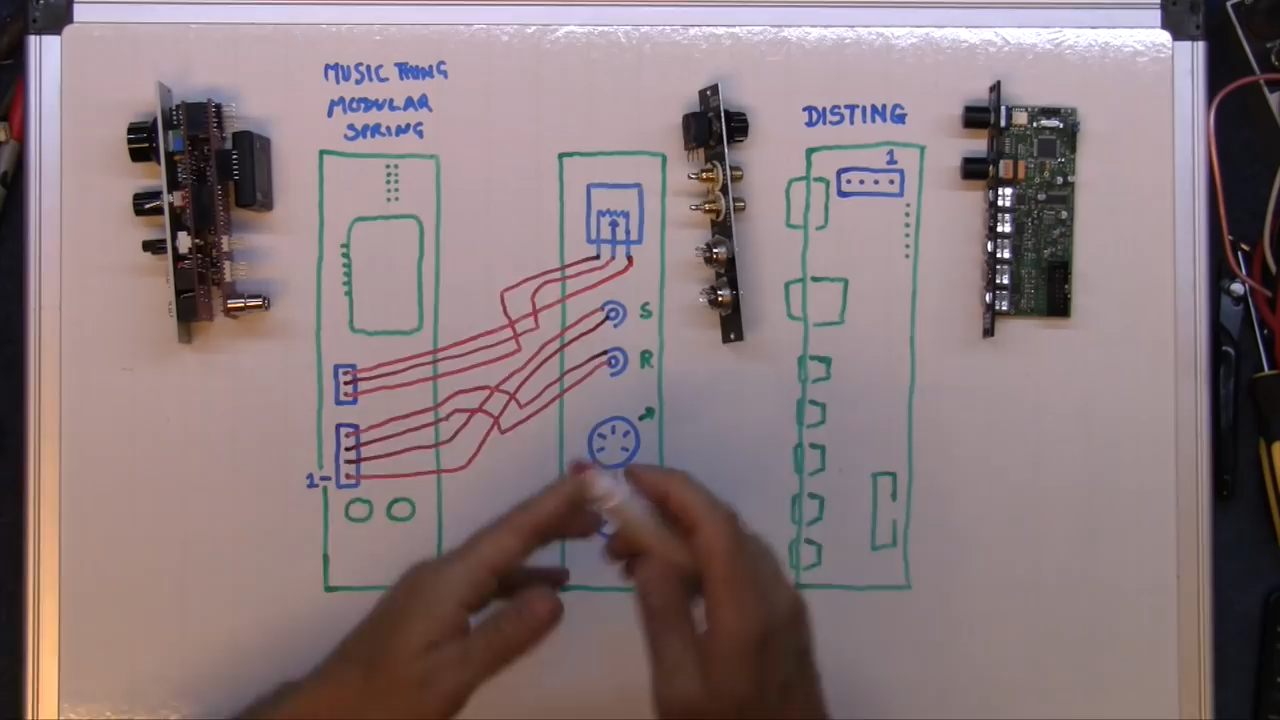 MUSIC THING
MODULAR
SPRING
DISTING
1
S
R
1-